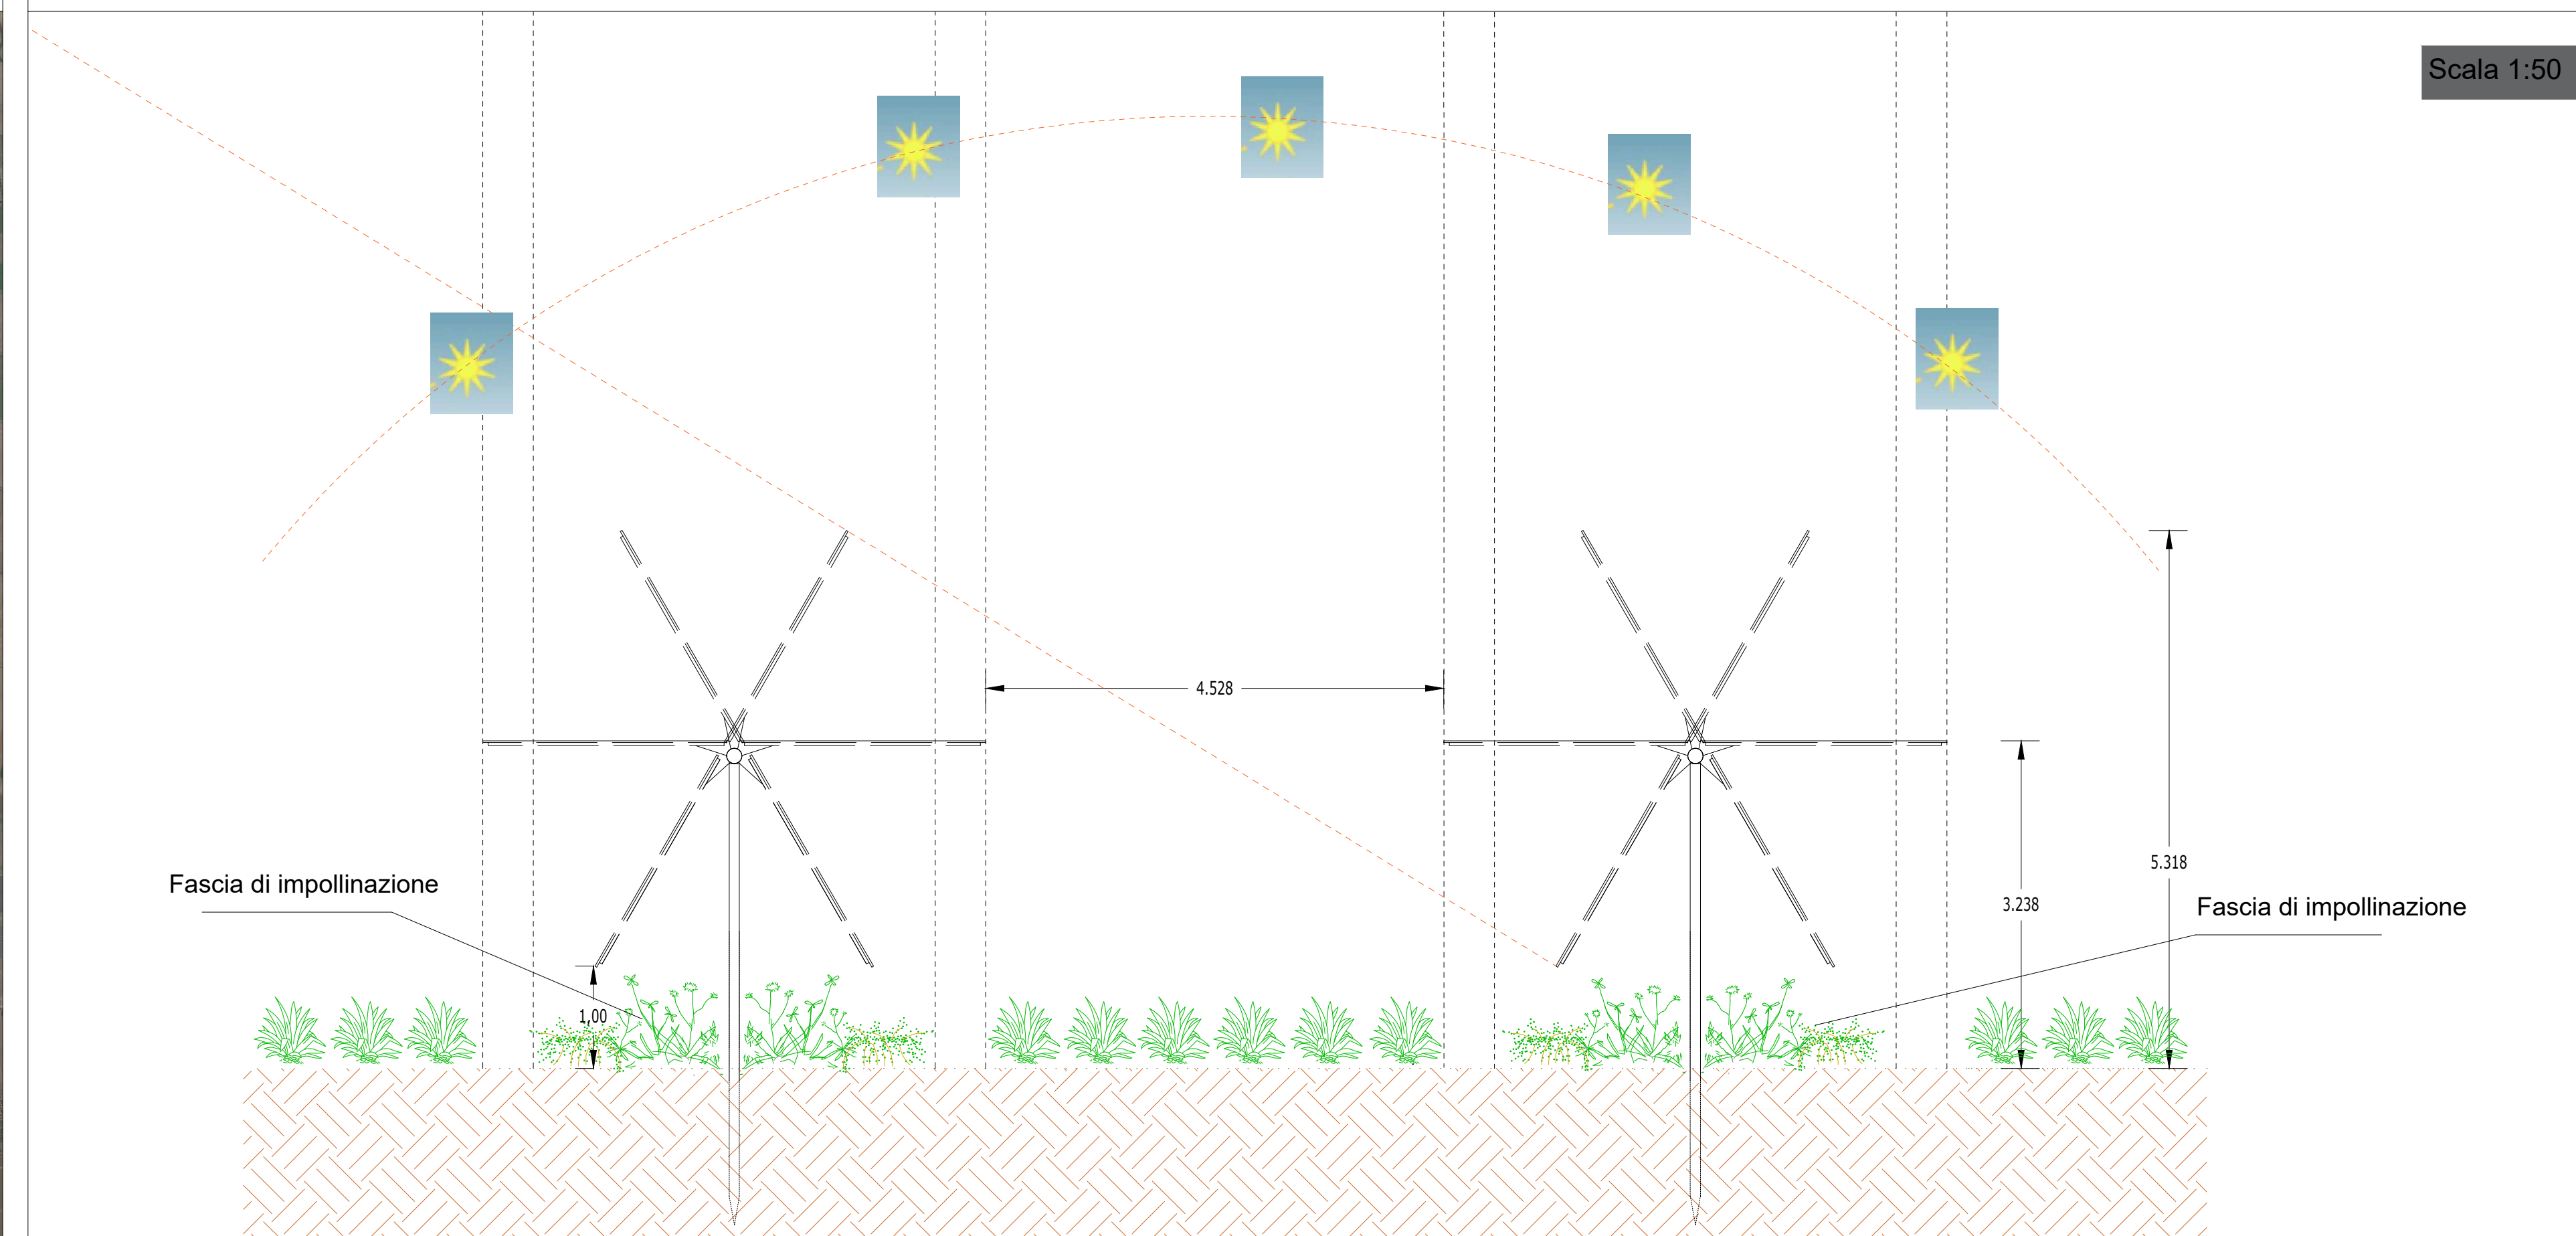 Scala 1:50
4.528
5.318
Fascia di impollinazione
3.238
Fascia di impollinazione
1,00